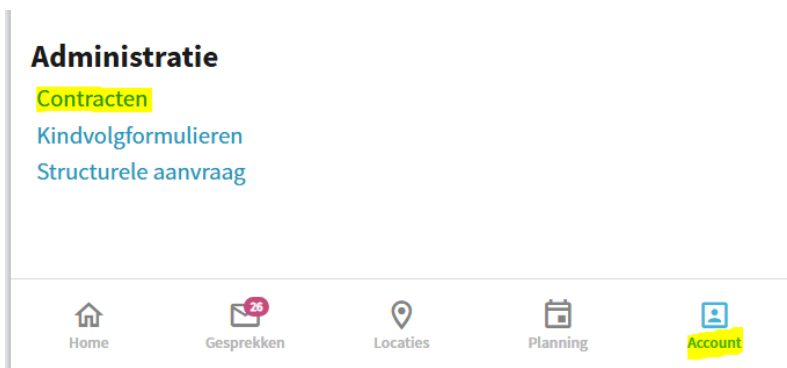 Administratie
Contracten
Kindvolgformulieren
Structurele aanvraag
26
Home Gesprekken Locaties Planning Account